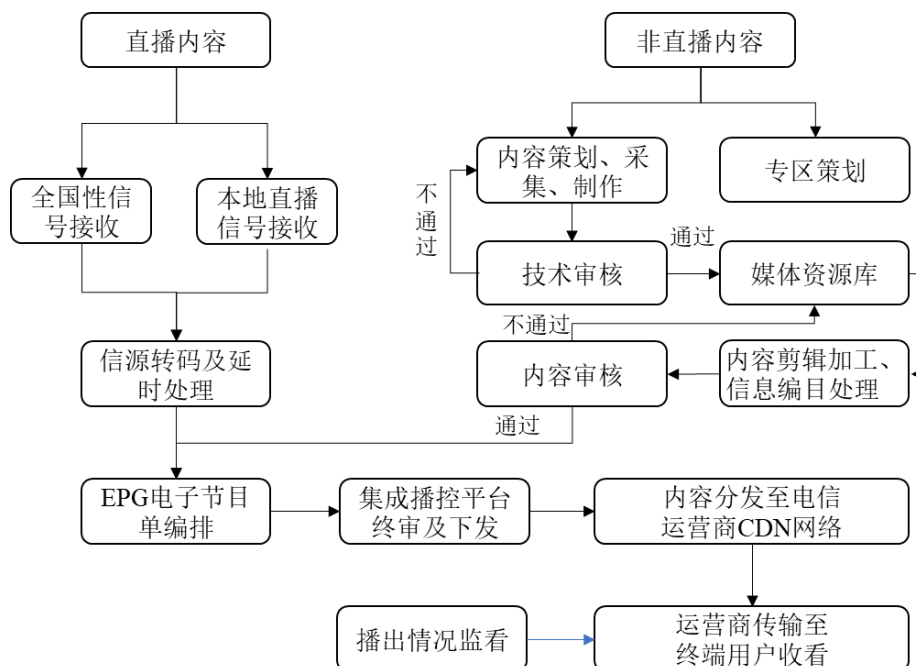 直播内容
非直播内容
全国性信
号接收
本地直播
信号接收
内容策划、采
集、制作
专区策划
不
通
过
技术审核
通过
媒体资源库
不通过
信源转码及延
时处理
内容审核
内容剪辑加工、
信息编目处理
通过
EPG电子节目
单编排
集成播控平台
终审及下发
内容分发至电信
运营商CDN网络
播出情况监看
运营商传输至
终端用户收看